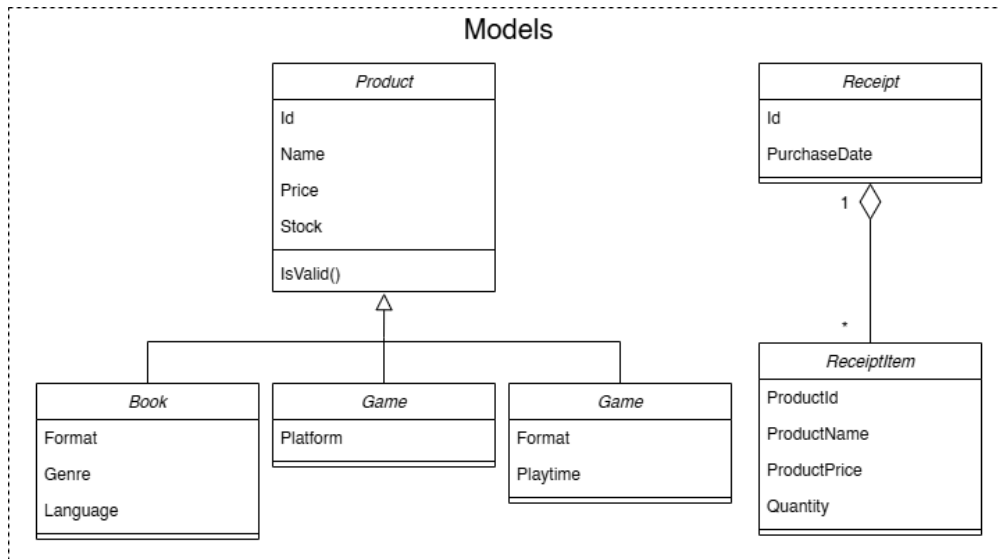 Models
Product
Id
Name
Price
Stock
IsValid()
Receipt
Id
PurchaseDate
1
*
Book
Format
Genre
Language
Game
Platform
Game
Format
Playtime
ReceiptItem
ProductId
ProductName
ProductPrice
Quantity